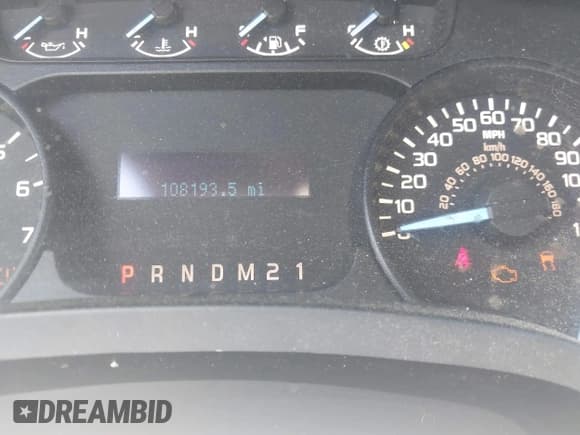 H H F H
5
6
7
108193.5 mi
P R N D M 2 1
0 10 20 30 40 50 60 70 80 90
MPH
km/h
20 40 60 80 100 120 140 160 180
DREAMBID